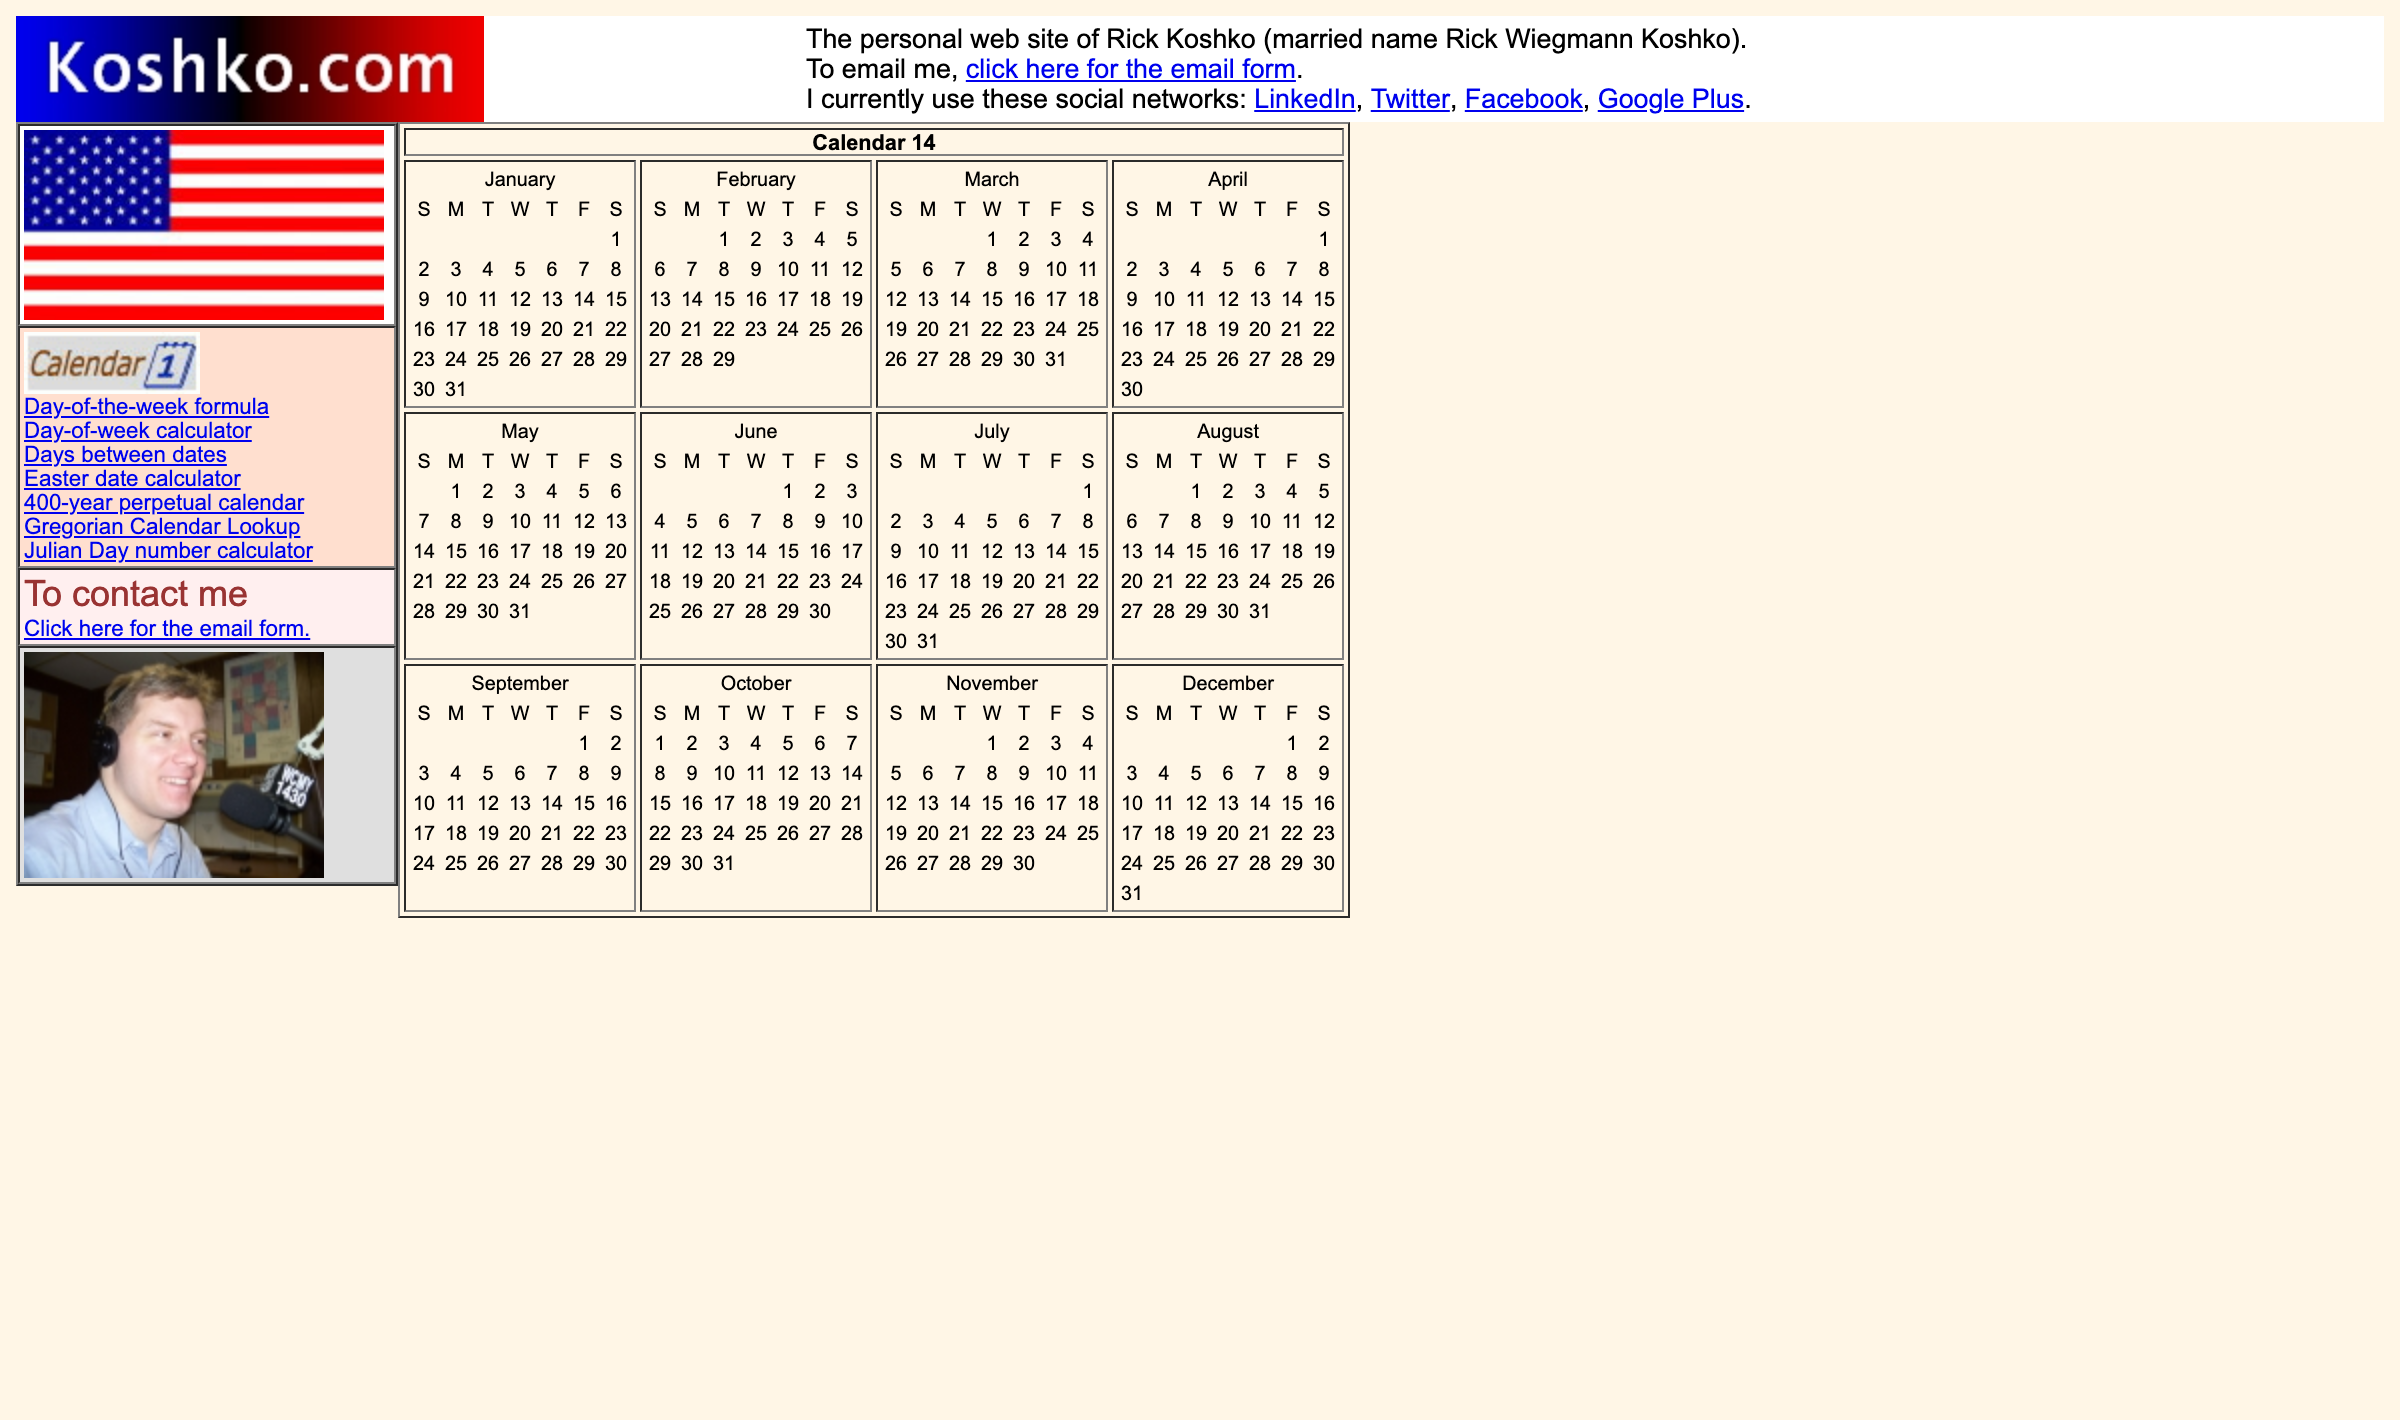 Koshko.com
The personal web site of Rick Koshko (married name Rick Wiegmann Koshko).
To email me, click here for the email form.
I currently use these social networks: LinkedIn, Twitter, Facebook, Google Plus.
Calendar 1
Day-of-the-week formula
Day-of-week calculator
Days between dates
Easter date calculator
400-year perpetual calendar
Gregorian Calendar Lookup
Julian Day number calculator
To contact me
Click here for the email form.
WCMY
1430
Calendar 14
January
S M T W T F S
1
2 3 4 5 6 7 8
9 10 11 12 13 14 15
16 17 18 19 20 21 22
23 24 25 26 27 28 29
30 31
February
S M T W T F S
1 2 3 4 5
6 7 8 9 10 11 12
13 14 15 16 17 18 19
20 21 22 23 24 25 26
27 28 29
March
S M T W T F S
1 2 3 4
5 6 7 8 9 10 11
12 13 14 15 16 17 18
19 20 21 22 23 24 25
26 27 28 29 30 31
April
S M T W T F S
1
2 3 4 5 6 7 8
9 10 11 12 13 14 15
16 17 18 19 20 21 22
23 24 25 26 27 28 29
30
May
S M T W T F S
1 2 3 4 5 6
7 8 9 10 11 12 13
14 15 16 17 18 19 20
21 22 23 24 25 26 27
28 29 30 31
June
S M T W T F S
1 2 3
4 5 6 7 8 9 10
11 12 13 14 15 16 17
18 19 20 21 22 23 24
25 26 27 28 29 30
July
S M T W T F S
1
2 3 4 5 6 7 8
9 10 11 12 13 14 15
16 17 18 19 20 21 22
23 24 25 26 27 28 29
30 31
August
S M T W T F S
1 2 3 4 5
6 7 8 9 10 11 12
13 14 15 16 17 18 19
20 21 22 23 24 25 26
27 28 29 30 31
September
S M T W T F S
1 2
3 4 5 6 7 8 9
10 11 12 13 14 15 16
17 18 19 20 21 22 23
24 25 26 27 28 29 30
October
S M T W T F S
1 2 3 4 5 6 7
8 9 10 11 12 13 14
15 16 17 18 19 20 21
22 23 24 25 26 27 28
29 30 31
November
S M T W T F S
1 2 3 4
5 6 7 8 9 10 11
12 13 14 15 16 17 18
19 20 21 22 23 24 25
26 27 28 29 30
December
S M T W T F S
1 2
3 4 5 6 7 8 9
10 11 12 13 14 15 16
17 18 19 20 21 22 23
24 25 26 27 28 29 30
31